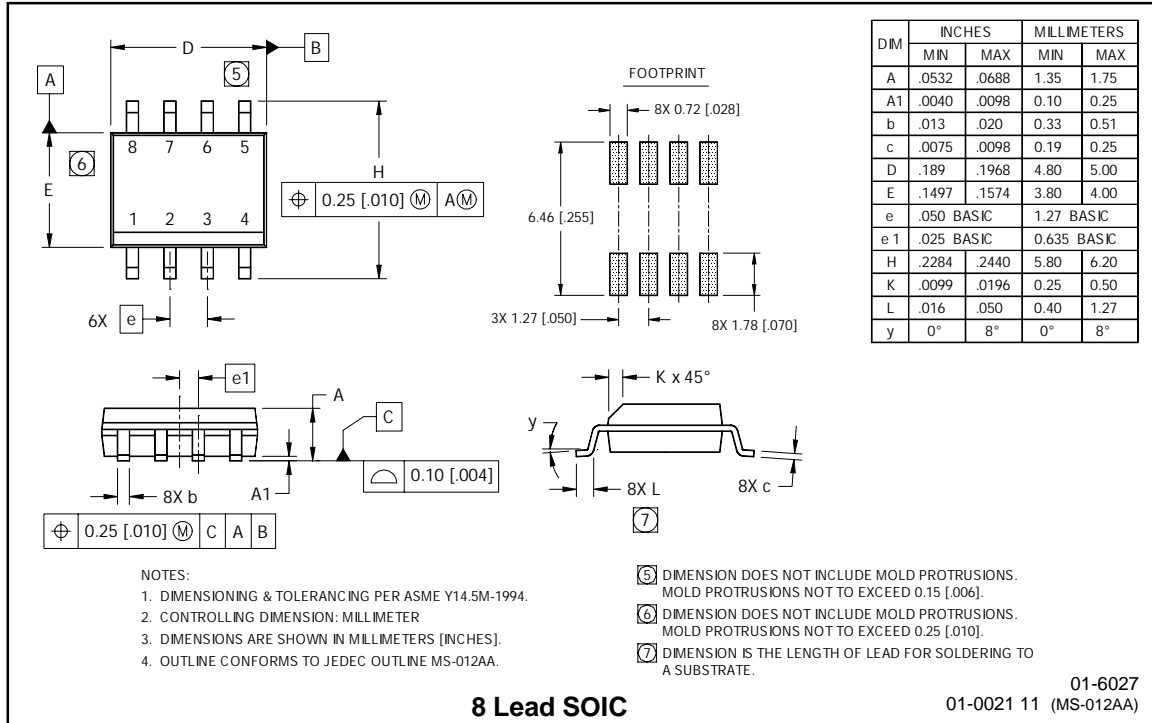 D
B
5
A
8 7 6 5
6
E
H
⌖ 0.25 [.010] Ⓜ A Ⓜ
1 2 3 4
6X e
FOOTPRINT
8X 0.72 [.028]
6.46 [.255]
3X 1.27 [.050]
8X 1.78 [.070]
DIM INCHES MILLIMETERS
MIN MAX MIN MAX
A .0532 .0688 1.35 1.75
A1 .0040 .0098 0.10 0.25
b .013 .020 0.33 0.51
c .0075 .0098 0.19 0.25
D .189 .1968 4.80 5.00
E .1497 .1574 3.80 4.00
e .050 BASIC 1.27 BASIC
e 1 .025 BASIC 0.635 BASIC
H .2284 .2440 5.80 6.20
K .0099 .0196 0.25 0.50
L .016 .050 0.40 1.27
y 0° 8° 0° 8°
e1
A
C
8X b
A1
⌓ 0.10 [.004]
⌖ 0.25 [.010] Ⓜ C A B
K x 45°
y
8X L
8X c
7
NOTES:
1. DIMENSIONING & TOLERANCING PER ASME Y14.5M-1994.
2. CONTROLLING DIMENSION: MILLIMETER
3. DIMENSIONS ARE SHOWN IN MILLIMETERS [INCHES].
4. OUTLINE CONFORMS TO JEDEC OUTLINE MS-012AA.
5 DIMENSION DOES NOT INCLUDE MOLD PROTRUSIONS.
MOLD PROTRUSIONS NOT TO EXCEED 0.15 [.006].
6 DIMENSION DOES NOT INCLUDE MOLD PROTRUSIONS.
MOLD PROTRUSIONS NOT TO EXCEED 0.25 [.010].
7 DIMENSION IS THE LENGTH OF LEAD FOR SOLDERING TO
A SUBSTRATE.
8 Lead SOIC
01-6027
01-0021 11 (MS-012AA)